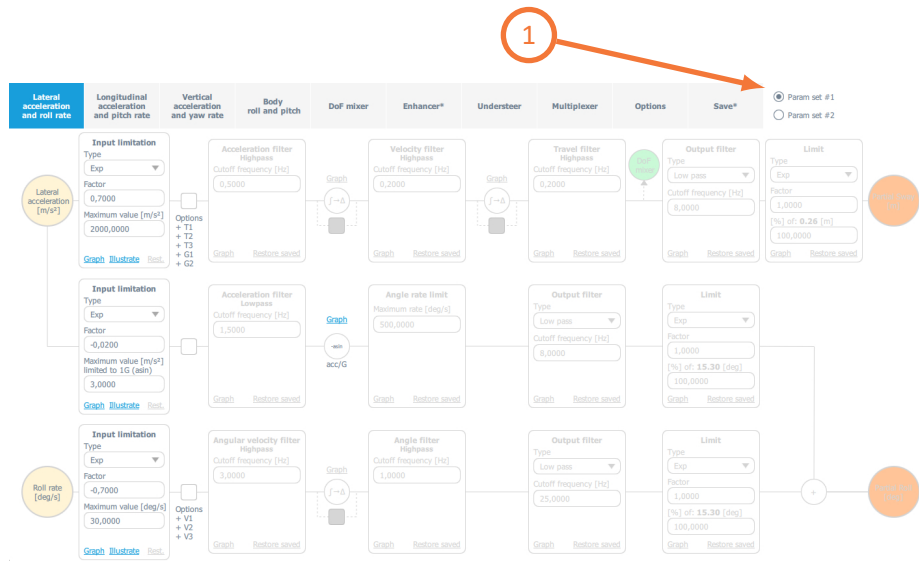 1
Lateral
acceleration
and roll rate
Longitudinal
acceleration
and pitch rate
Vertical
acceleration
and yaw rate
Body
roll and pitch
DoF mixer
Enhancer*
Understeer
Multiplexer
Options
Save*
Param set #1
Param set #2
Lateral
acceleration
[m/s²]
Input limitation
Type
Exp
Factor
0,7000
Maximum value [m/s²]
2000,0000
Graph Illustrate Rest.
Options
+ T1
+ T2
+ T3
+ G1
+ G2
Acceleration filter
Highpass
Cutoff frequency [Hz]
0,5000
Graph Restore saved
Graph
∫→Δ
Velocity filter
Highpass
Cutoff frequency [Hz]
0,2000
Graph Restore saved
Graph
∫→Δ
Travel filter
Highpass
Cutoff frequency [Hz]
0,2000
Graph Restore saved
DoF
mixer
Output filter
Type
Low pass
Cutoff frequency [Hz]
8,0000
Graph Restore saved
Limit
Type
Exp
Factor
1,0000
[%] of: 0.26 [m]
100,0000
Graph Restore saved
Input limitation
Type
Exp
Factor
-0,0200
Maximum value [m/s²]
limited to 1G (asin)
3,0000
Graph Illustrate Rest.
Acceleration filter
Lowpass
Cutoff frequency [Hz]
1,5000
Graph Restore saved
Graph
acc/G
Angle rate limit
Maximum rate [deg/s]
500,0000
Graph Restore saved
Output filter
Type
Low pass
Cutoff frequency [Hz]
8,0000
Graph Restore saved
Limit
Type
Exp
Factor
1,0000
[%] of: 15.30 [deg]
100,0000
Graph Restore saved
Roll rate
[deg/s]
Input limitation
Type
Exp
Factor
-0,7000
Maximum value [deg/s]
30,0000
Graph Illustrate Rest.
Options
+ V1
+ V2
+ V3
Angular velocity filter
Highpass
Cutoff frequency [Hz]
3,0000
Graph Restore saved
Graph
∫→Δ
Angle filter
Highpass
Cutoff frequency [Hz]
1,0000
Graph Restore saved
Output filter
Type
Low pass
Cutoff frequency [Hz]
25,0000
Graph Restore saved
Limit
Type
Exp
Factor
1,0000
[%] of: 15.30 [deg]
100,0000
Graph Restore saved
+